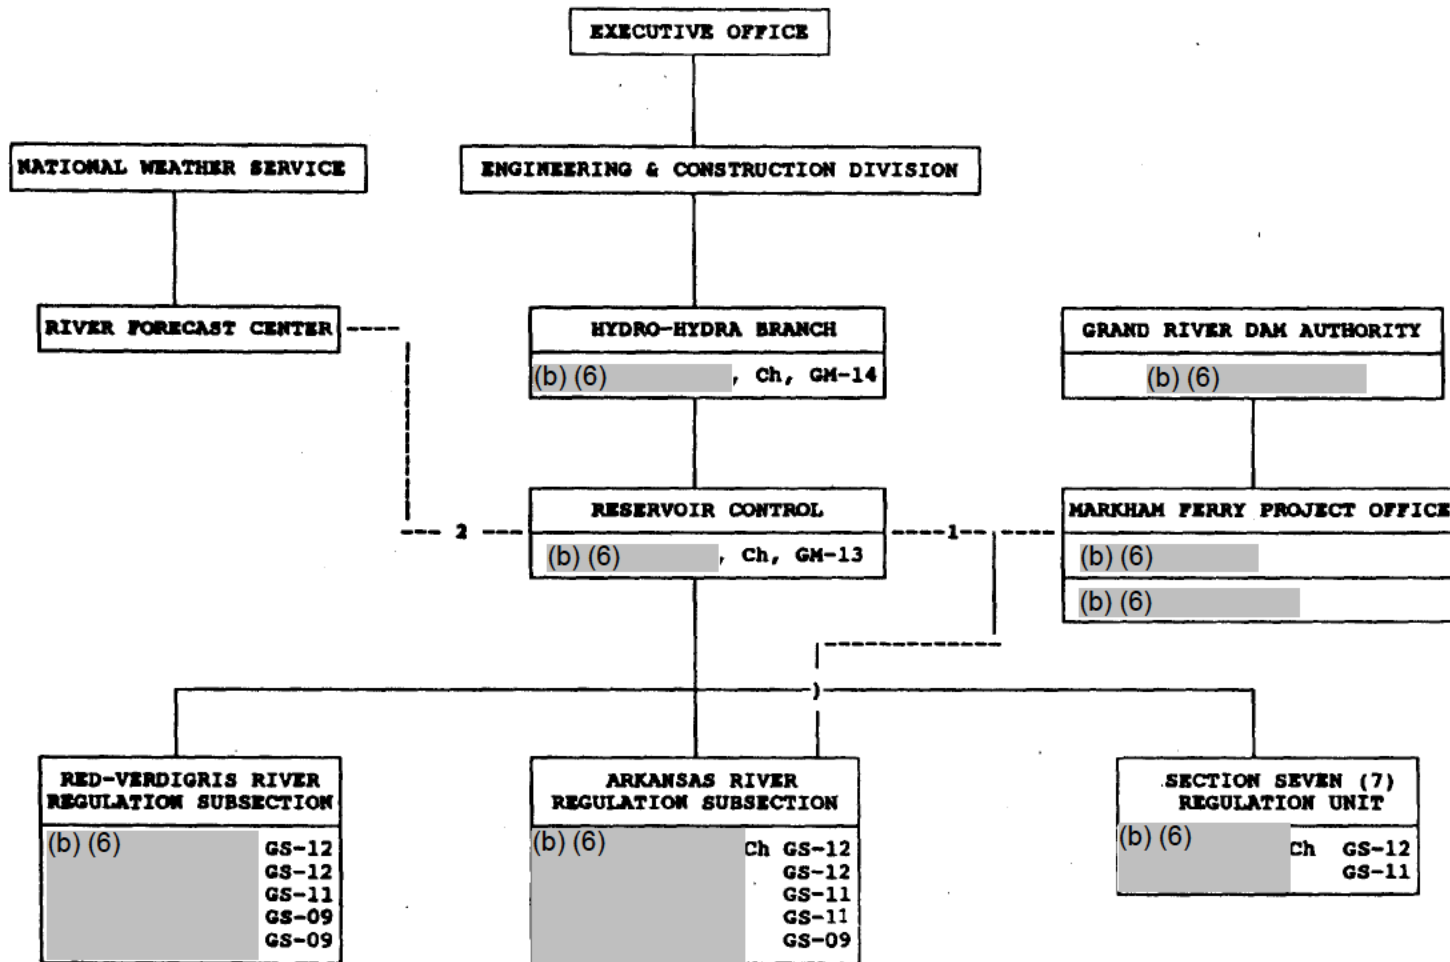 EXECUTIVE OFFICE
NATIONAL WEATHER SERVICE
ENGINEERING & CONSTRUCTION DIVISION
RIVER FORECAST CENTER
HYDRO-HYDRA BRANCH
(b) (6) , Ch, GM-14
GRAND RIVER DAM AUTHORITY
(b) (6)
2
RESERVOIR CONTROL
(b) (6) , Ch, GM-13
1
MARKHAM FERRY PROJECT OFFICE
(b) (6)
(b) (6)
RED-VERDIGRIS RIVER
REGULATION SUBSECTION
(b) (6) GS-12
GS-12
GS-11
GS-09
GS-09
ARKANSAS RIVER
REGULATION SUBSECTION
(b) (6) Ch GS-12
GS-12
GS-11
GS-11
GS-09
SECTION SEVEN (7)
REGULATION UNIT
(b) (6) Ch GS-12
GS-11